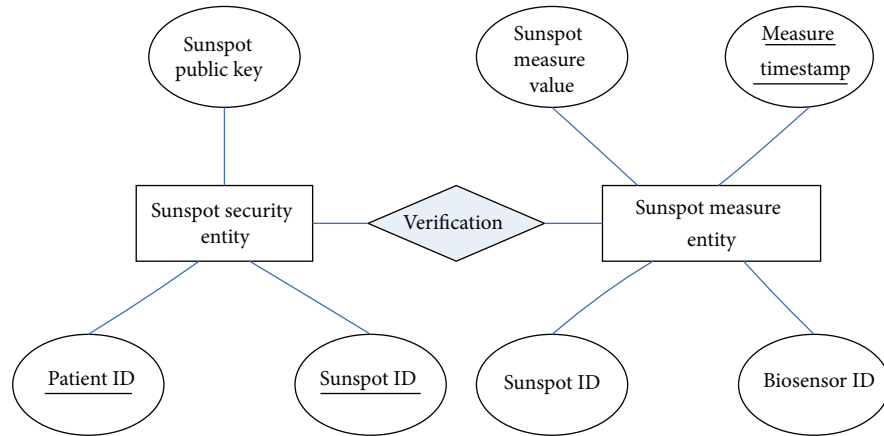 Sunspot
public key
Sunspot
measure
value
Measure
timestamp
Sunspot security
entity
Verification
Sunspot measure
entity
Patient ID
Sunspot ID
Sunspot ID
Biosensor ID